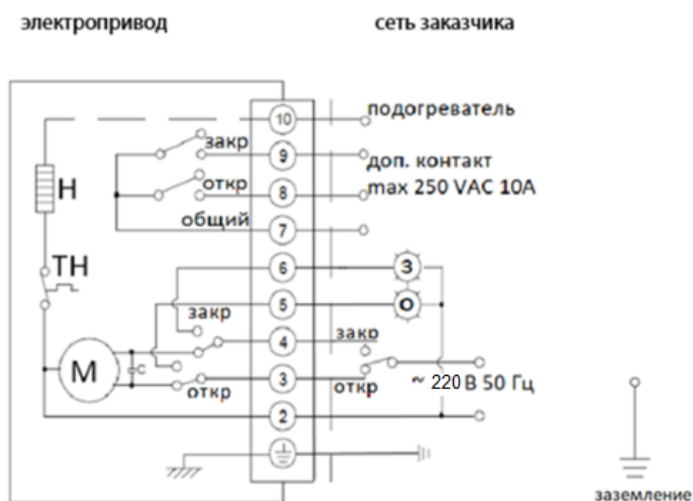 электропривод
сеть заказчика
10
подогреватель
закр
9
доп. контакт
H
откр
8
max 250 VAC 10A
общий
7
TH
6
З
5
О
закр
4
закр
M
C
3
~ 220 В 50 Гц
откр
откр
2
заземление